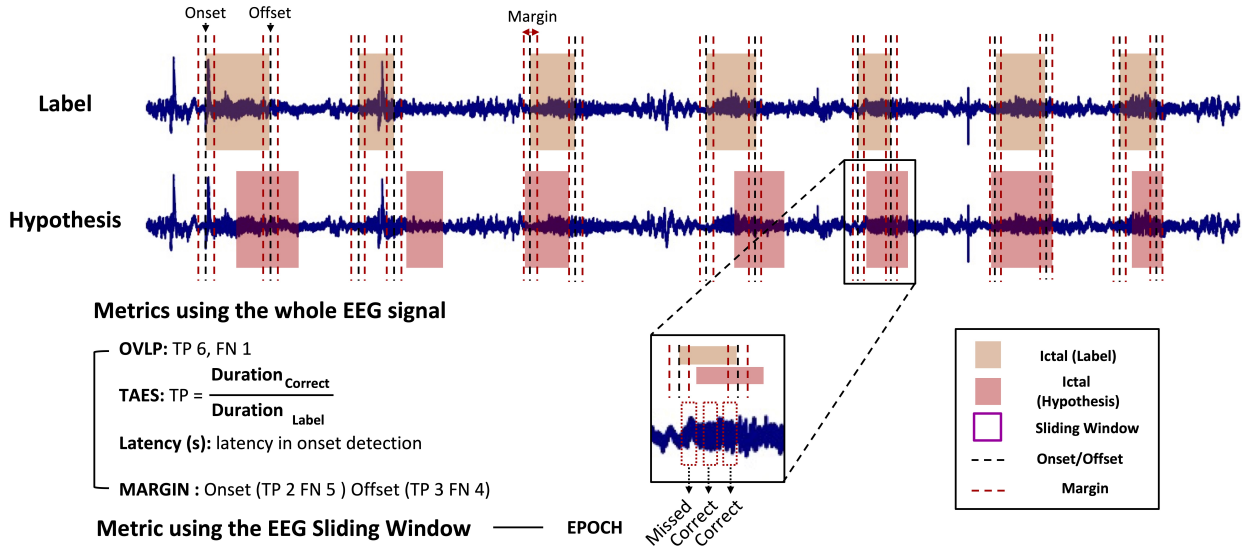 Onset
Offset
Margin
Label
Hypothesis
Metrics using the whole EEG signal
OVLP: TP 6, FN 1
TAES: TP = Duration Correct
Duration Label
Latency (s): latency in onset detection
MARGIN : Onset (TP 2 FN 5 ) Offset (TP 3 FN 4)
Metric using the EEG Sliding Window
EPOCH
Missed
Correct
Correct
Ictal (Label)
Ictal
(Hypothesis)
Sliding Window
Onset/Offset
Margin